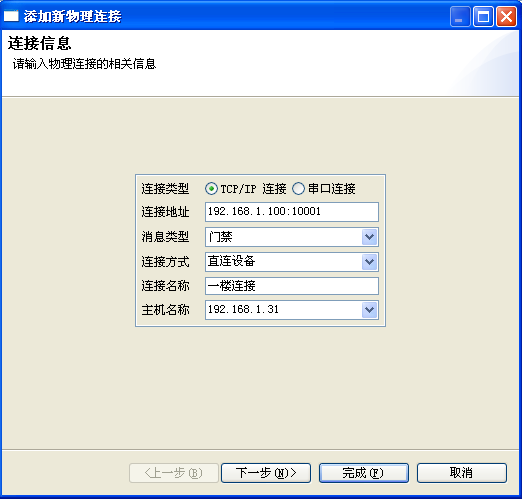 添加新物理连接
连接信息
请输入物理连接的相关信息
连接类型 TCP/IP 连接 串口连接
连接地址 192.168.1.100:10001
消息类型 门禁
连接方式 直连设备
连接名称 一楼连接
主机名称 192.168.1.31
<上一步(B) 下一步(N)> 完成(F) 取消